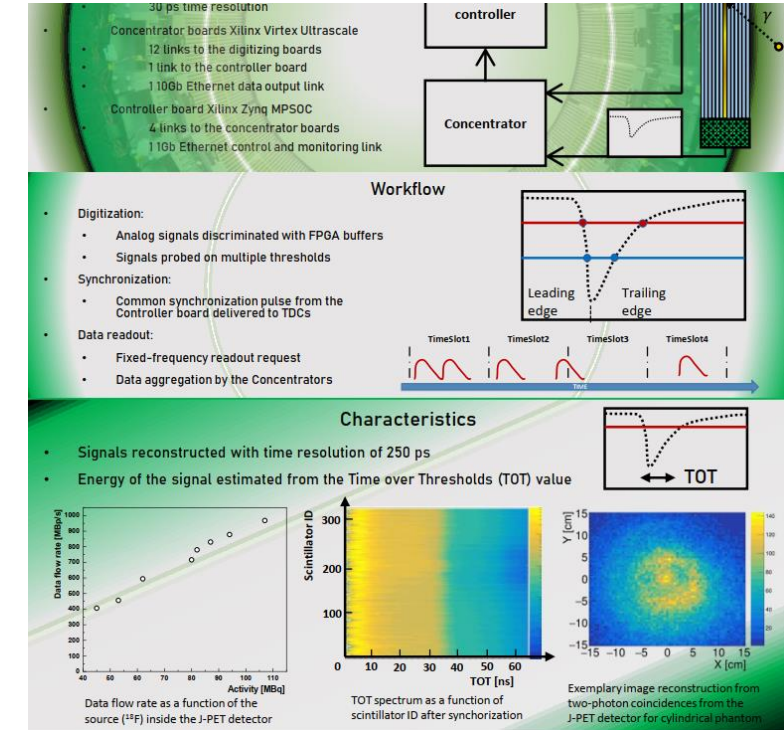 30 ps time resolution
Concentrator boards Xilinx Virtex Ultrascale
12 links to the digitizing boards
1 link to the controller board
1 10Gb Ethernet data output link
Controller board Xilinx Zynq MPSOC
4 links to the concentrator boards
1 1Gb Ethernet control and monitoring link
controller
Concentrator
γ
Workflow
Digitization:
Analog signals discriminated with FPGA buffers
Signals probed on multiple thresholds
Synchronization:
Common synchronization pulse from the
Controller board delivered to TDCs
Data readout:
Fixed-frequency readout request
Data aggregation by the Concentrators
Leading edge
Trailing edge
TimeSlot1 TimeSlot2 TimeSlot3 TimeSlot4
TIME
Characteristics
Signals reconstructed with time resolution of 250 ps
Energy of the signal estimated from the Time over Thresholds (TOT) value
TOT
Data flow rate [MBp/s]
1000
900
800
700
600
500
400
300
200
100
0
40 50 60 70 80 90 100 110
Activity [MBq]
Data flow rate as a function of the
source (¹⁸F) inside the J-PET detector
Scintillator ID
300
200
100
0 10 20 30 40 50 60
TOT [ns]
TOT spectrum as a function of
scintillator ID after synchorization
Y [cm]
15
10
5
0
−5
−10
−15
−15 −10 −5 0 5 10 15
X [cm]
140
120
100
80
60
40
20
Exemplary image reconstruction from
two-photon coincidences from the
J-PET detector for cylindrical phantom